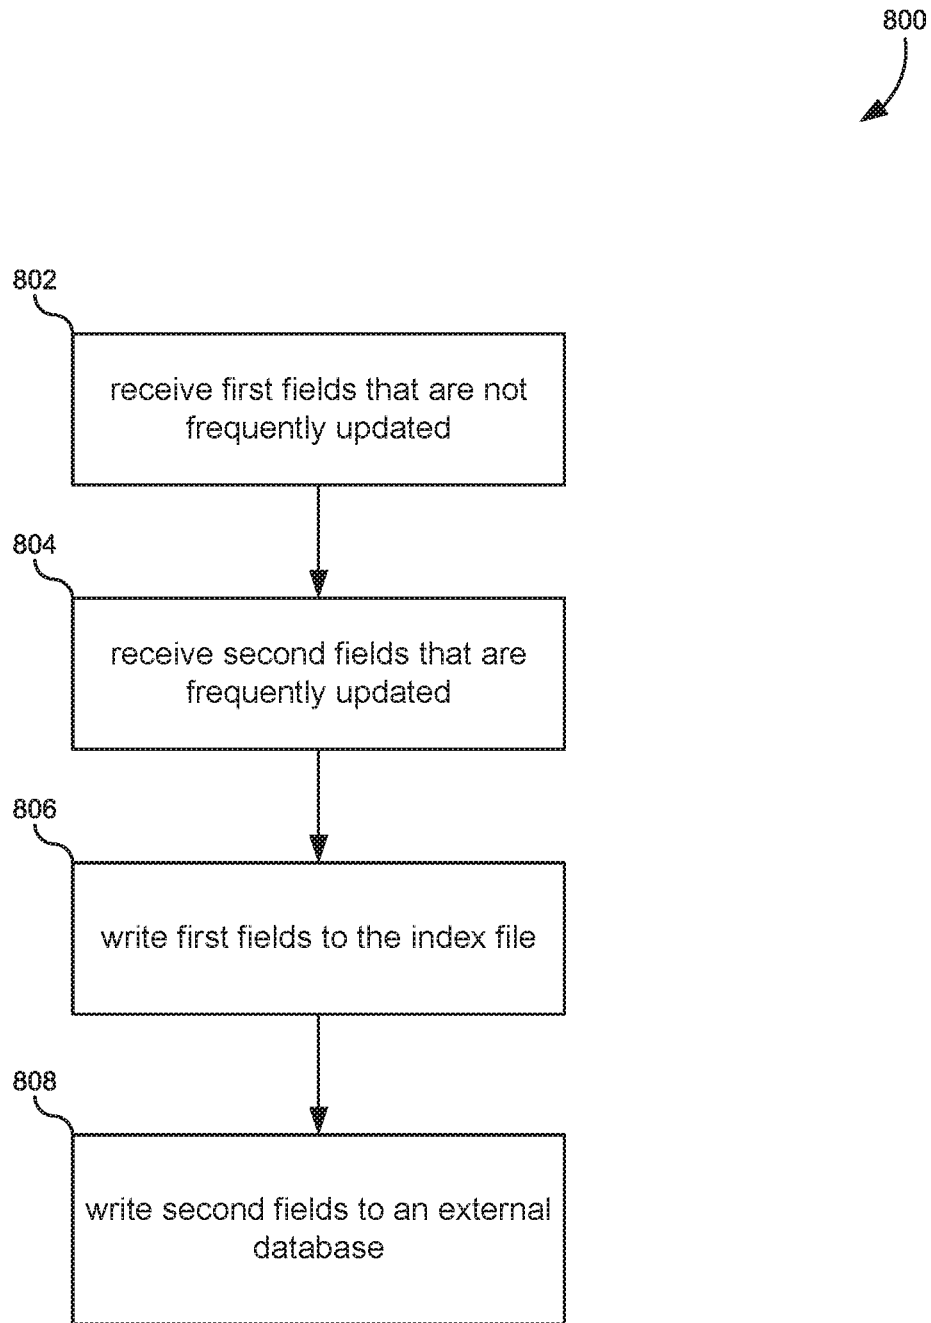 800
802
receive first fields that are not
frequently updated
804
receive second fields that are
frequently updated
806
write first fields to the index file
808
write second fields to an external
database